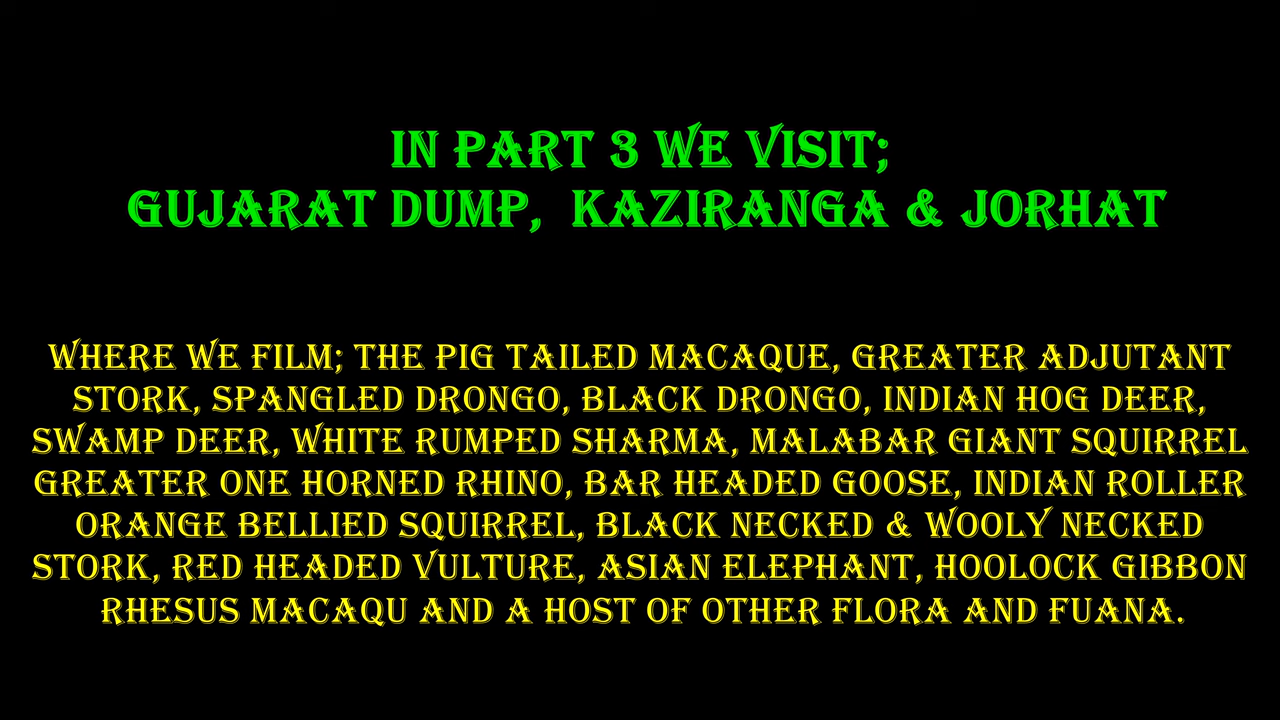 IN PART 3 WE VISIT;
GUJARAT DUMP, KAZIRANGA & JORHAT
WHERE WE FILM; THE PIG TAILED MACAQUE, GREATER ADJUTANT
STORK, SPANGLED DRONGO, BLACK DRONGO, INDIAN HOG DEER,
SWAMP DEER, WHITE RUMPED SHARMA, MALABAR GIANT SQUIRREL
GREATER ONE HORNED RHINO, BAR HEADED GOOSE, INDIAN ROLLER
ORANGE BELLIED SQUIRREL, BLACK NECKED & WOOLY NECKED
STORK, RED HEADED VULTURE, ASIAN ELEPHANT, HOOLOCK GIBBON
RHESUS MACAQU AND A HOST OF OTHER FLORA AND FUANA.